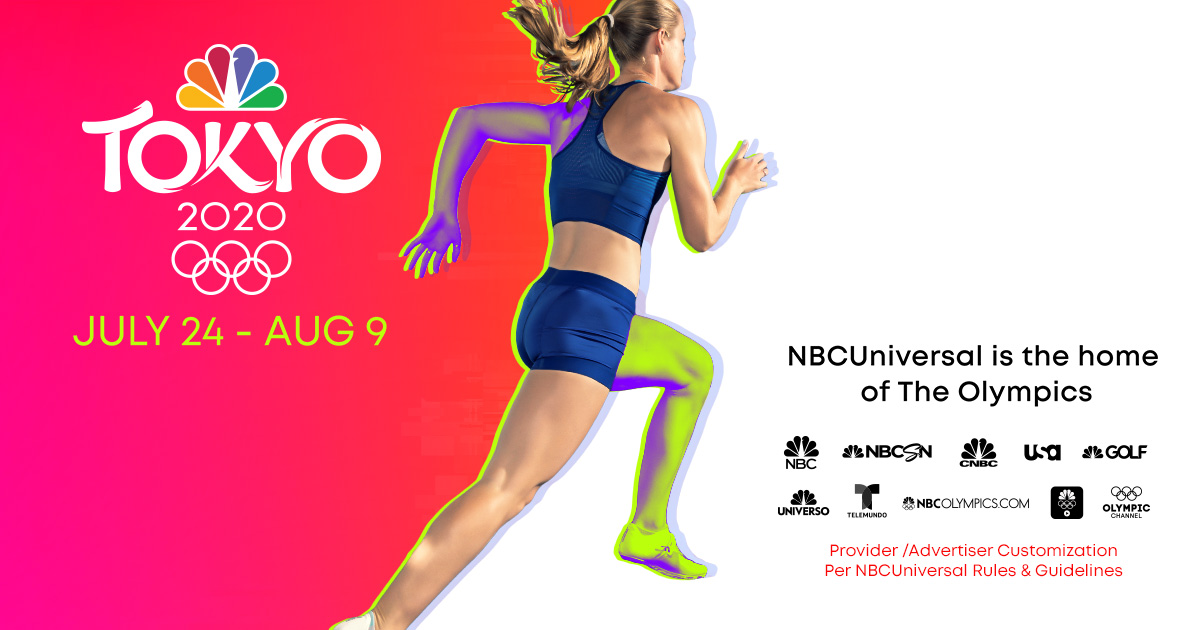 TOKYO
2020
JULY 24 - AUG 9
NBCUniversal is the home
of The Olympics
NBC NBCSN CNBC USA GOLF
UNIVERSO TELEMUNDO NBCOLYMPICS.COM OLYMPIC CHANNEL
Provider /Advertiser Customization
Per NBCUniversal Rules & Guidelines